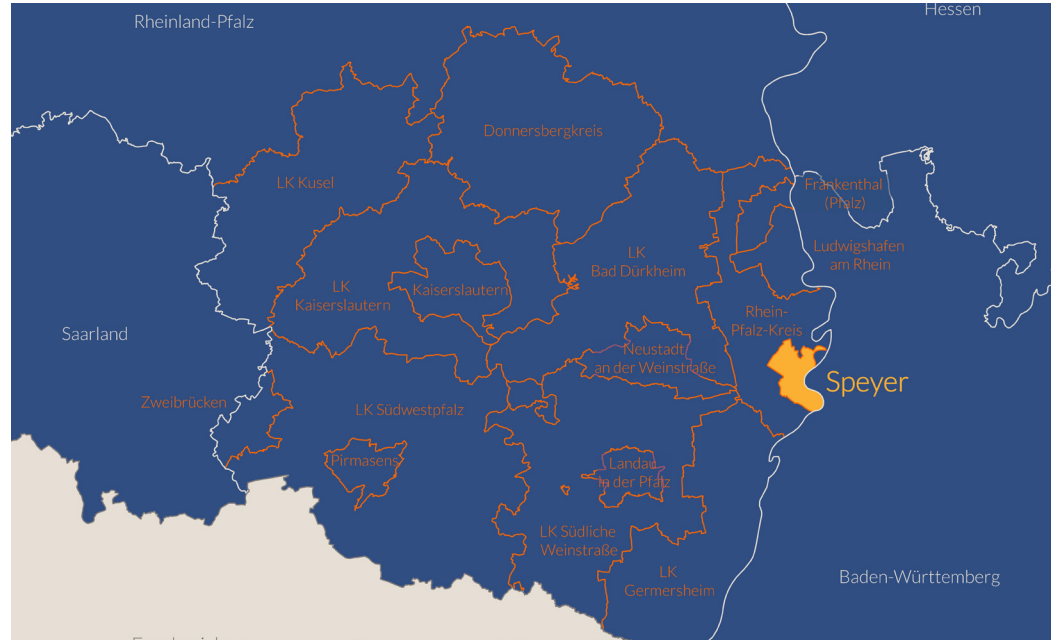 Hessen
Rheinland-Pfalz
Donnersbergkreis
LK Kusel
Frankenthal
(Pfalz)
Ludwigshafen
am Rhein
LK
Bad Dürkheim
LK
Kaiserslautern
Kaiserslautern
Rhein-
Pfalz-Kreis
Saarland
Neustadt
an der Weinstraße
Speyer
Zweibrücken
LK Südwestpfalz
Pirmasens
Landau
in der Pfalz
LK Südliche
Weinstraße
LK
Germersheim
Baden-Württemberg